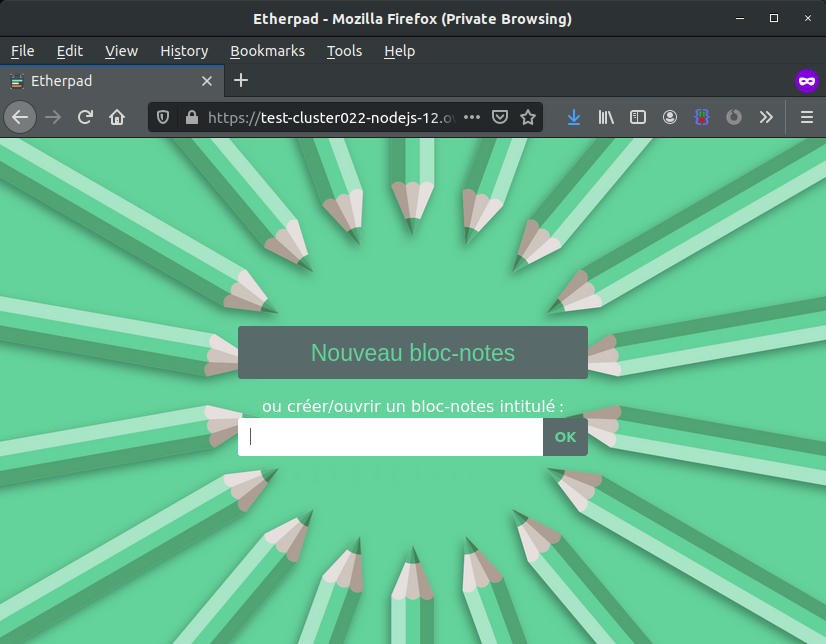 Etherpad - Mozilla Firefox (Private Browsing)
File Edit View History Bookmarks Tools Help
Etherpad
https://test-cluster022-nodejs-12.ov
Nouveau bloc-notes
ou créer/ouvrir un bloc-notes intitulé :
OK